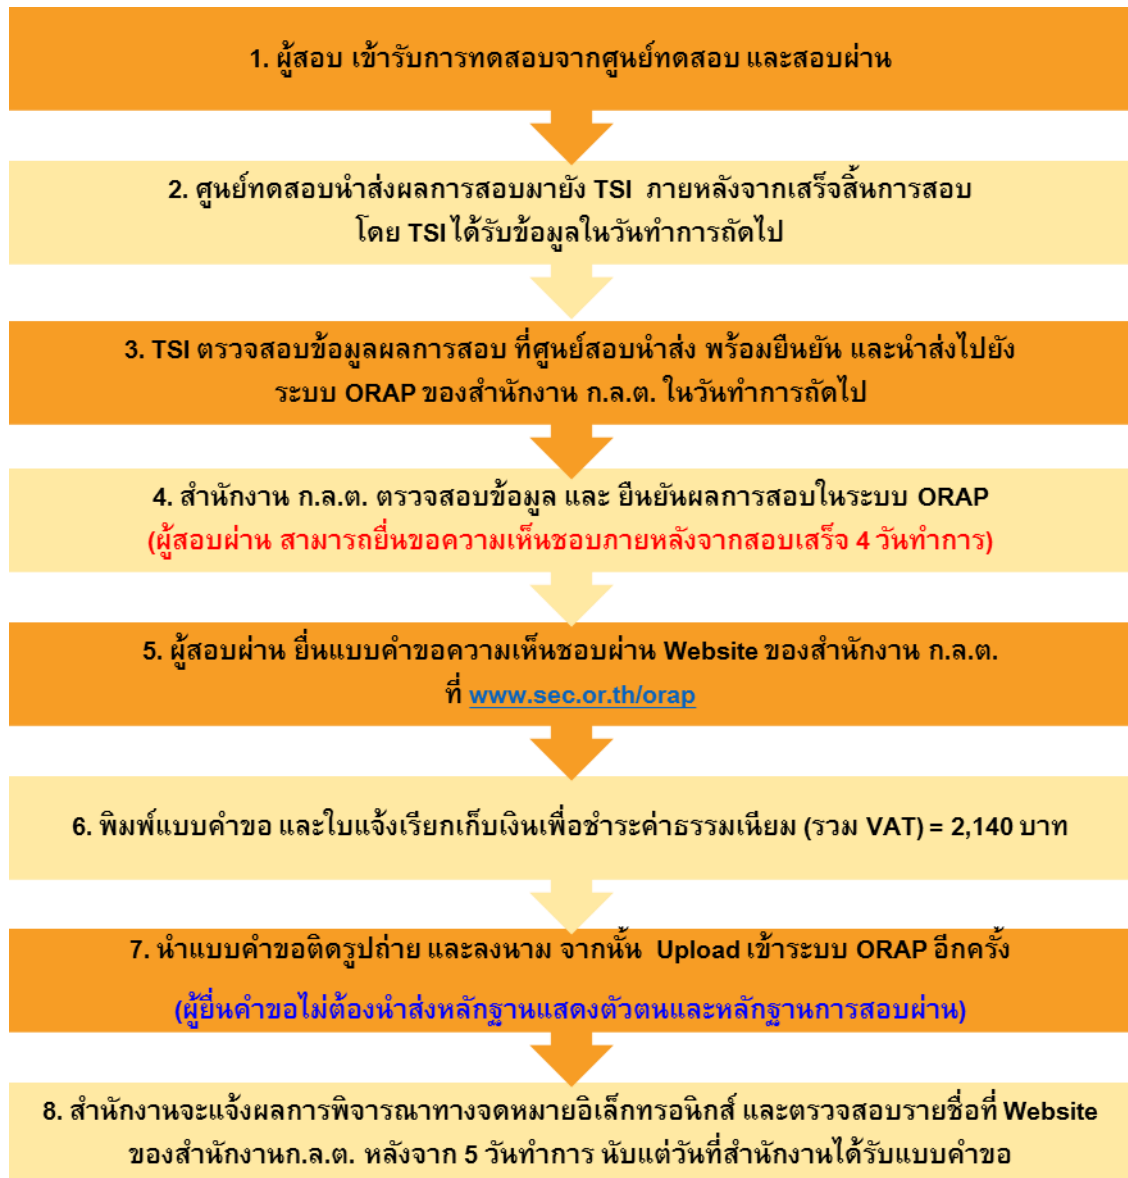 1. ผู้สอบ เข้ารับการทดสอบจากศูนย์ทดสอบ และสอบผ่าน
2. ศูนย์ทดสอบนำส่งผลการสอบมายัง TSI ภายหลังจากเสร็จสิ้นการสอบ
โดย TSI ได้รับข้อมูลในวันทำการถัดไป
3. TSI ตรวจสอบข้อมูลผลการสอบ ที่ศูนย์สอบนำส่ง พร้อมยืนยัน และนำส่งไปยัง
ระบบ ORAP ของสำนักงาน ก.ล.ต. ในวันทำการถัดไป
4. สำนักงาน ก.ล.ต. ตรวจสอบข้อมูล และ ยืนยันผลการสอบในระบบ ORAP
(ผู้สอบผ่าน สามารถยื่นขอความเห็นชอบภายหลังจากสอบเสร็จ 4 วันทำการ)
5. ผู้สอบผ่าน ยื่นแบบคำขอความเห็นชอบผ่าน Website ของสำนักงาน ก.ล.ต.
ที่ www.sec.or.th/orap
6. พิมพ์แบบคำขอ และใบแจ้งเรียกเก็บเงินเพื่อชำระค่าธรรมเนียม (รวม VAT) = 2,140 บาท
7. นำแบบคำขอติดรูปถ่าย และลงนาม จากนั้น Upload เข้าระบบ ORAP อีกครั้ง
(ผู้ยื่นคำขอไม่ต้องนำส่งหลักฐานแสดงตัวตนและหลักฐานการสอบผ่าน)
8. สำนักงานจะแจ้งผลการพิจารณาทางจดหมายอิเล็กทรอนิกส์ และตรวจสอบรายชื่อที่ Website
ของสำนักงานก.ล.ต. หลังจาก 5 วันทำการ นับแต่วันที่สำนักงานได้รับแบบคำขอ